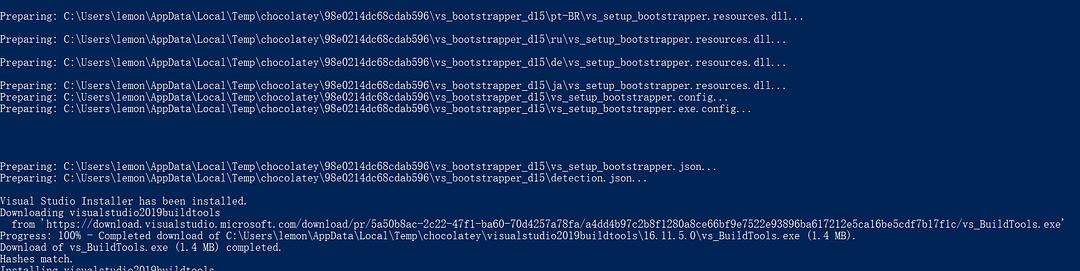 Preparing: C:\Users\lemon\AppData\Local\Temp\chocolatey\98e0214dc68cdab596\vs_bootstrapper_d15\pt-BR\vs_setup_bootstrapper.resources.dll...
Preparing: C:\Users\lemon\AppData\Local\Temp\chocolatey\98e0214dc68cdab596\vs_bootstrapper_d15\ru\vs_setup_bootstrapper.resources.dll...
Preparing: C:\Users\lemon\AppData\Local\Temp\chocolatey\98e0214dc68cdab596\vs_bootstrapper_d15\de\vs_setup_bootstrapper.resources.dll...
Preparing: C:\Users\lemon\AppData\Local\Temp\chocolatey\98e0214dc68cdab596\vs_bootstrapper_d15\ja\vs_setup_bootstrapper.resources.dll...
Preparing: C:\Users\lemon\AppData\Local\Temp\chocolatey\98e0214dc68cdab596\vs_bootstrapper_d15\vs_setup_bootstrapper.config...
Preparing: C:\Users\lemon\AppData\Local\Temp\chocolatey\98e0214dc68cdab596\vs_bootstrapper_d15\vs_setup_bootstrapper.exe.config...
Preparing: C:\Users\lemon\AppData\Local\Temp\chocolatey\98e0214dc68cdab596\vs_bootstrapper_d15\vs_setup_bootstrapper.json...
Preparing: C:\Users\lemon\AppData\Local\Temp\chocolatey\98e0214dc68cdab596\vs_bootstrapper_d15\detection.json...
Visual Studio Installer has been installed.
Downloading visualstudio2019buildtools
from 'https://download.visualstudio.microsoft.com/download/pr/5a50b8ac-2c22-47f1-ba60-70d4257a78fa/a4dd4b97c2b8f1280a8ce66bf9e7522e93896ba617212e5ca16be5cdf7b17f1c/vs_BuildTools.exe'
Progress: 100% - Completed download of C:\Users\lemon\AppData\Local\Temp\chocolatey\visualstudio2019buildtools\16.11.5.0\vs_BuildTools.exe (1.4 MB).
Download of vs_BuildTools.exe (1.4 MB) completed.
Hashes match.
Installing visualstudio2019buildtools